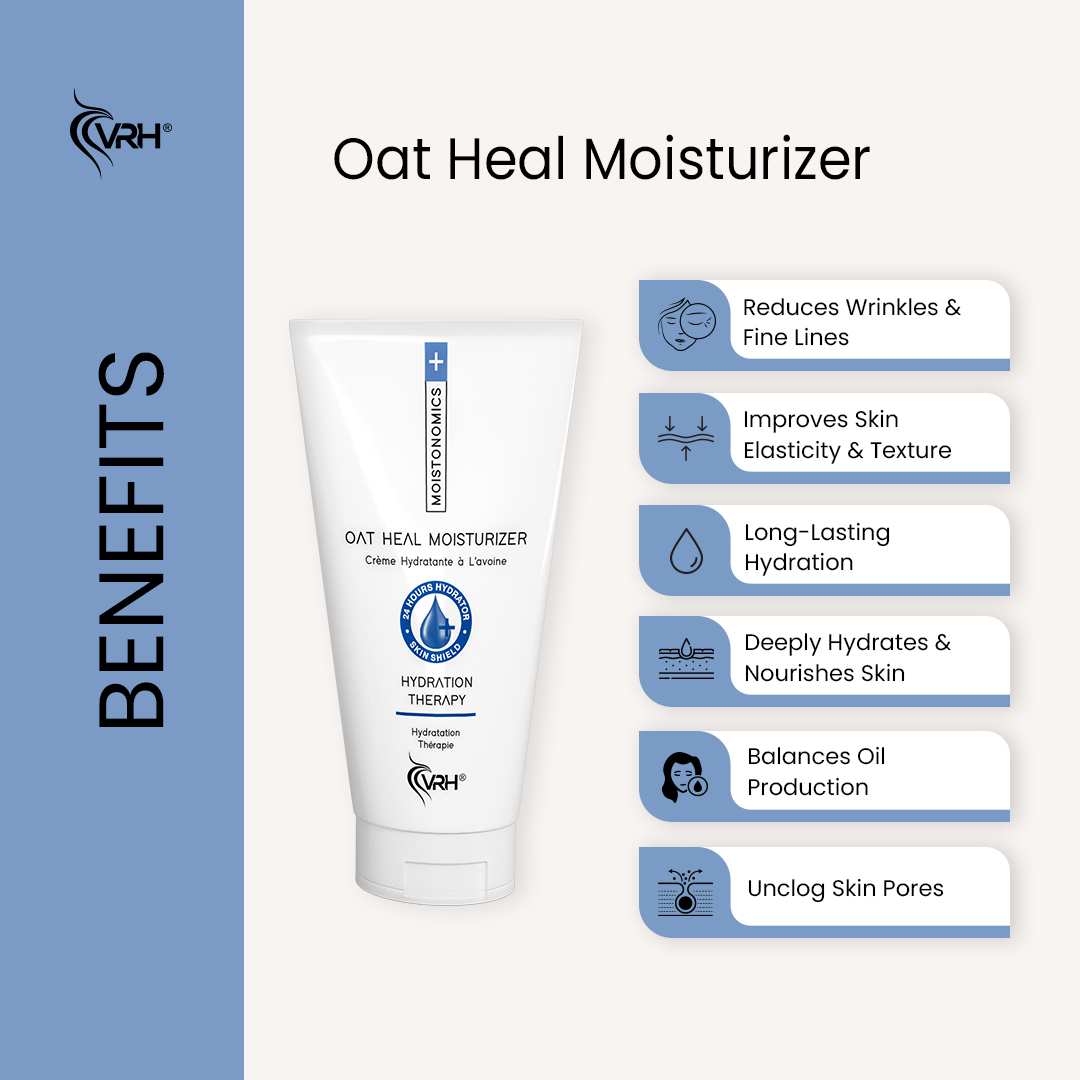 VRH®
BENEFITS
Oat Heal Moisturizer
+
MOISTONOMICS
OAT HEAL MOISTURIZER
Crème Hydratante à L'avoine
24 HOURS HYDRATOR
SKIN SHIELD
HYDRATION
THERAPY
Hydratation
Thérapie
VRH®
Reduces Wrinkles &
Fine Lines
Improves Skin
Elasticity & Texture
Long-Lasting
Hydration
Deeply Hydrates &
Nourishes Skin
Balances Oil
Production
Unclog Skin Pores